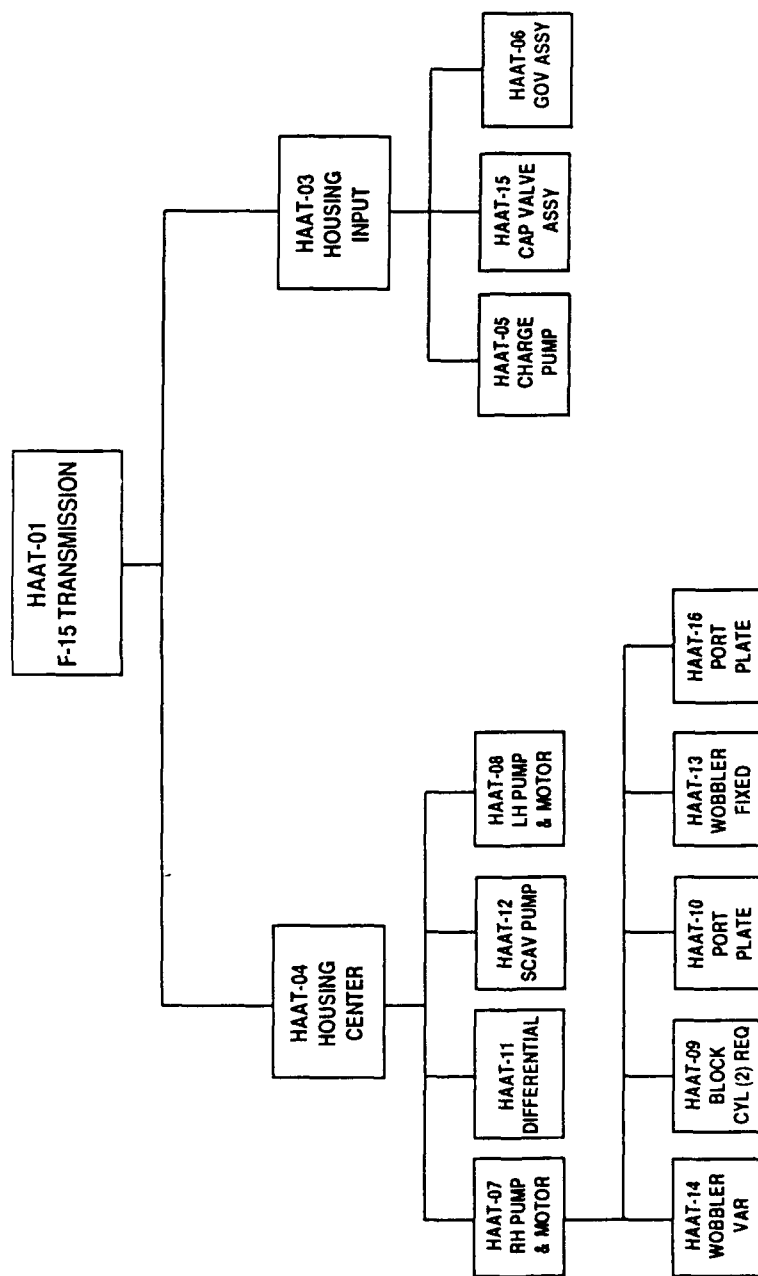 HAAT-01
F-15 TRANSMISSION
HAAT-04
HOUSING
CENTER
HAAT-03
HOUSING
INPUT
HAAT-07
RH PUMP
& MOTOR
HAAT-11
DIFFERENTIAL
HAAT-12
SCAV PUMP
HAAT-08
LH PUMP
& MOTOR
HAAT-05
CHARGE
PUMP
HAAT-15
CAP VALVE
ASSY
HAAT-06
GOV ASSY
HAAT-14
WOBBLER
VAR
HAAT-09
BLOCK
CYL (2) REQ
HAAT-10
PORT
PLATE
HAAT-13
WOBBLER
FIXED
HAAT-16
PORT
PLATE